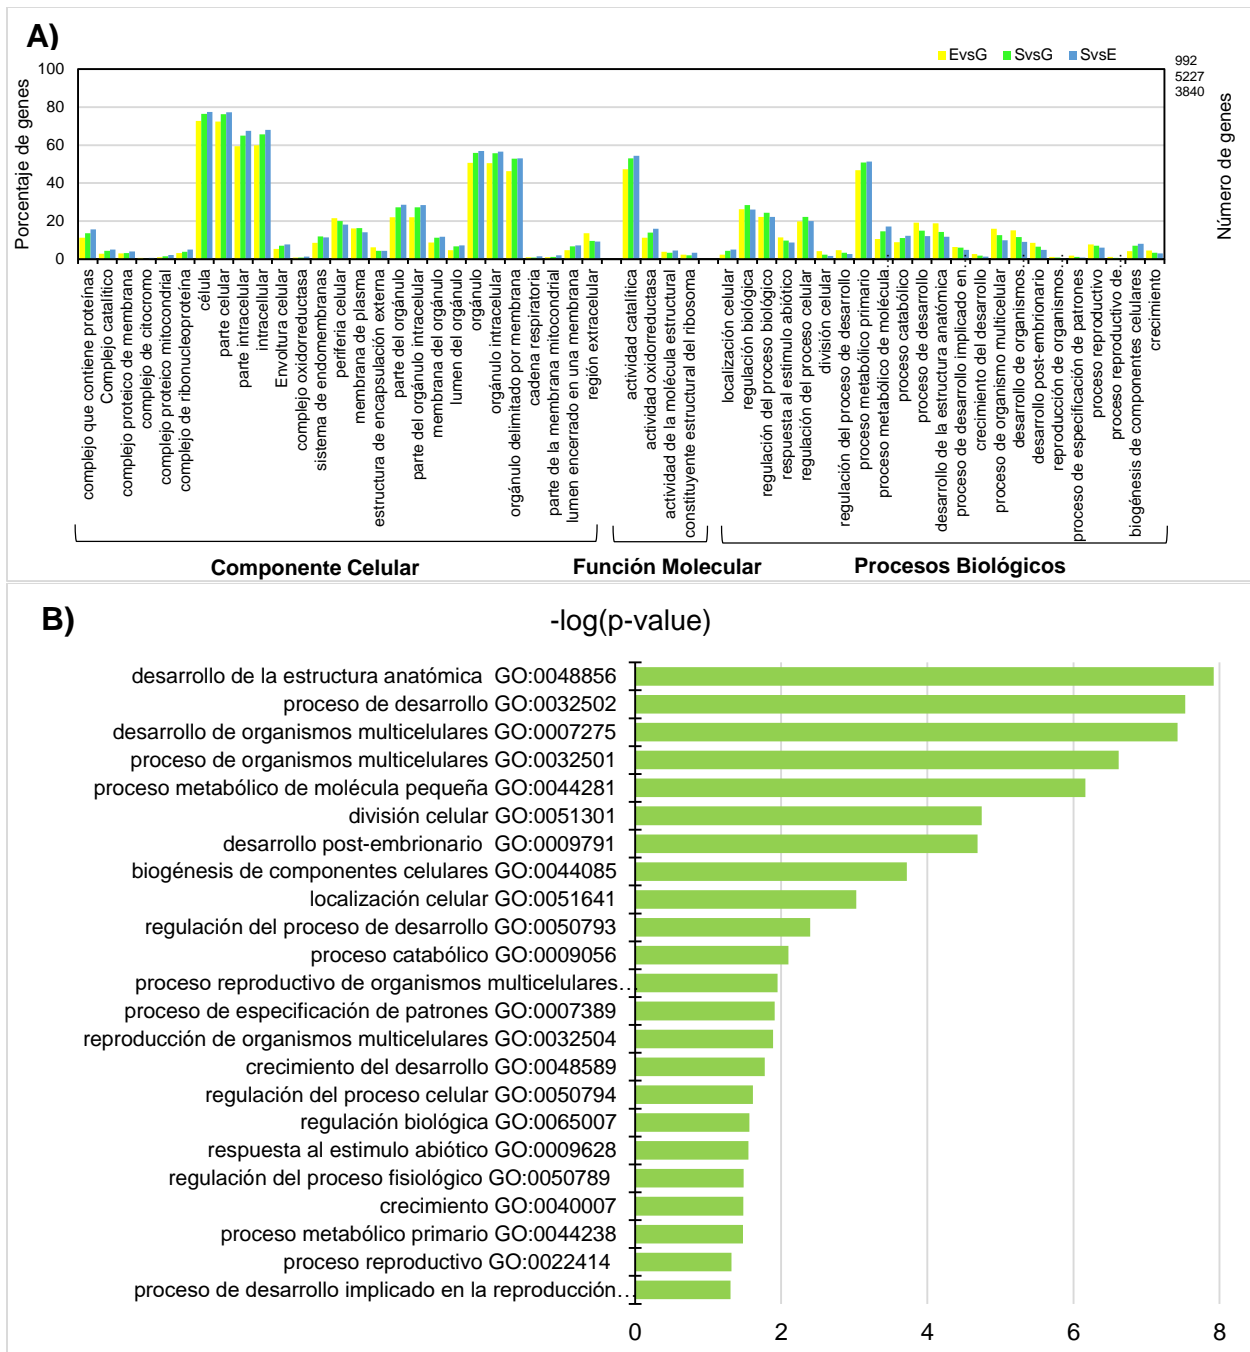 A)
EvsG SvsG SvsE
992
5227
3840
Porcentaje de genes
Número de genes
100
80
60
40
20
0
complejo que contiene proteínas
Complejo catalítico
complejo proteico de membrana
complejo de citocromo
complejo proteico mitocondrial
complejo de ribonucleoproteína
célula
parte celular
parte intracelular
intracellular
Envoltura celular
complejo oxidorreductasa
sistema de endomembranas
periferia celular
membrana de plasma
estructura de encapsulación externa
parte del orgánulo
parte del orgánulo intracelular
membrana del orgánulo
lumen del orgánulo
orgánulo
orgánulo intracelular
orgánulo delimitado por membrana
cadena respiratoria
parte de la membrana mitocondrial
lumen encerrado en una membrana
región extracelular
actividad catalítica
actividad oxidorreductasa
actividad de la molécula estructural
constituyente estructural del ribosoma
localización celular
regulación biológica
regulación del proceso biológico
respuesta al estimulo abiótico
regulación del proceso celular
división celular
regulación del proceso de desarrollo
proceso metabólico primario
proceso metabólico de molécula…
proceso catabólico
proceso de desarrollo
desarrollo de la estructura anatómica
proceso de desarrollo implicado en…
crecimiento del desarrollo
proceso de organismo multicelular
desarrollo de organismos…
desarrollo post-embrionario
reproducción de organismos…
proceso de especificación de patrones
proceso reproductivo
proceso reproductivo de…
biogénesis de componentes celulares
crecimiento
Componente Celular
Función Molecular
Procesos Biológicos
B)
-log(p-value)
desarrollo de la estructura anatómica GO:0048856
proceso de desarrollo GO:0032502
desarrollo de organismos multicelulares GO:0007275
proceso de organismos multicelulares GO:0032501
proceso metabólico de molécula pequeña GO:0044281
división celular GO:0051301
desarrollo post-embrionario GO:0009791
biogénesis de componentes celulares GO:0044085
localización celular GO:0051641
regulación del proceso de desarrollo GO:0050793
proceso catabólico GO:0009056
proceso reproductivo de organismos multicelulares…
proceso de especificación de patrones GO:0007389
reproducción de organismos multicelulares GO:0032504
crecimiento del desarrollo GO:0048589
regulación del proceso celular GO:0050794
regulación biológica GO:0065007
respuesta al estimulo abiótico GO:0009628
regulación del proceso fisiológico GO:0050789
crecimiento GO:0040007
proceso metabólico primario GO:0044238
proceso reproductivo GO:0022414
proceso de desarrollo implicado en la reproducción…
0 2 4 6 8